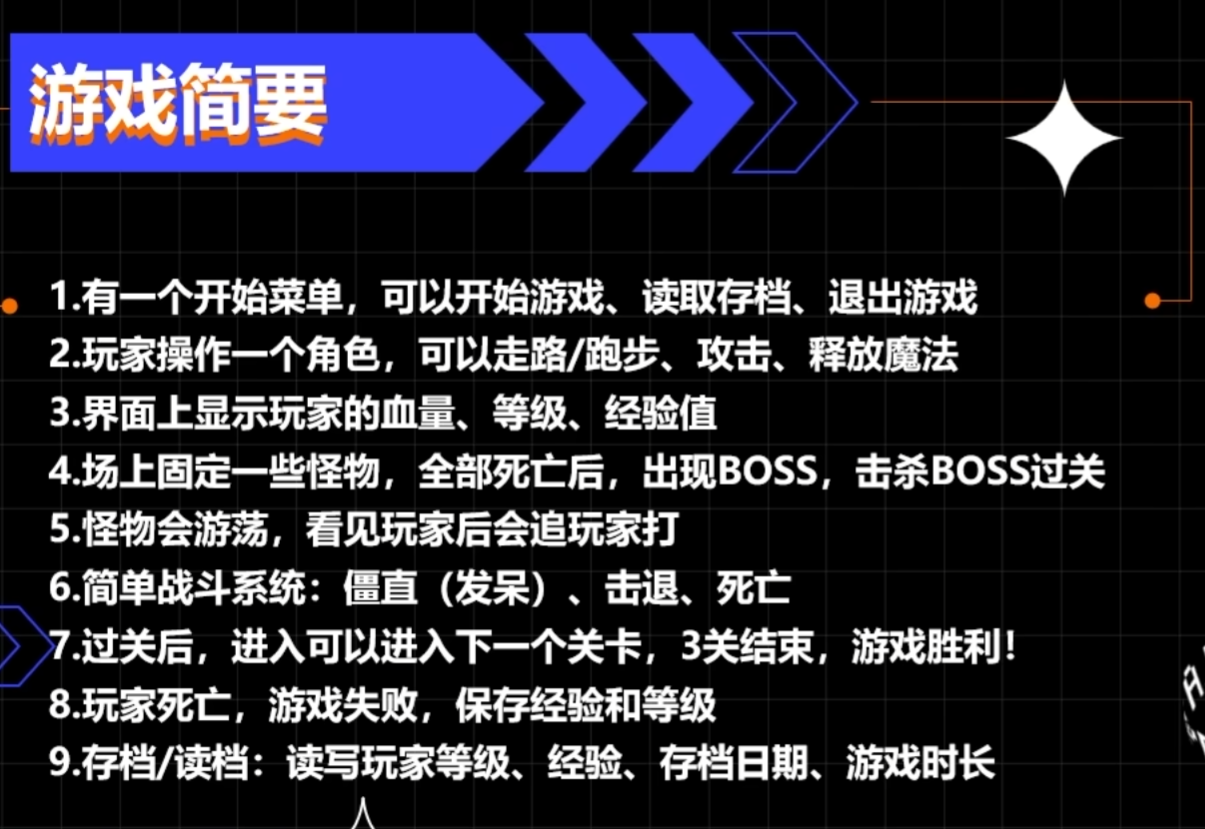 游戏简要
1.有一个开始菜单，可以开始游戏、读取存档、退出游戏
2.玩家操作一个角色，可以走路/跑步、攻击、释放魔法
3.界面上显示玩家的血量、等级、经验值
4.场上固定一些怪物，全部死亡后，出现BOSS，击杀BOSS过关
5.怪物会游荡，看见玩家后会追玩家打
6.简单战斗系统：僵直（发呆）、击退、死亡
7.过关后，进入可以进入下一个关卡，3关结束，游戏胜利！
8.玩家死亡，游戏失败，保存经验和等级
9.存档/读档：读写玩家等级、经验、存档日期、游戏时长